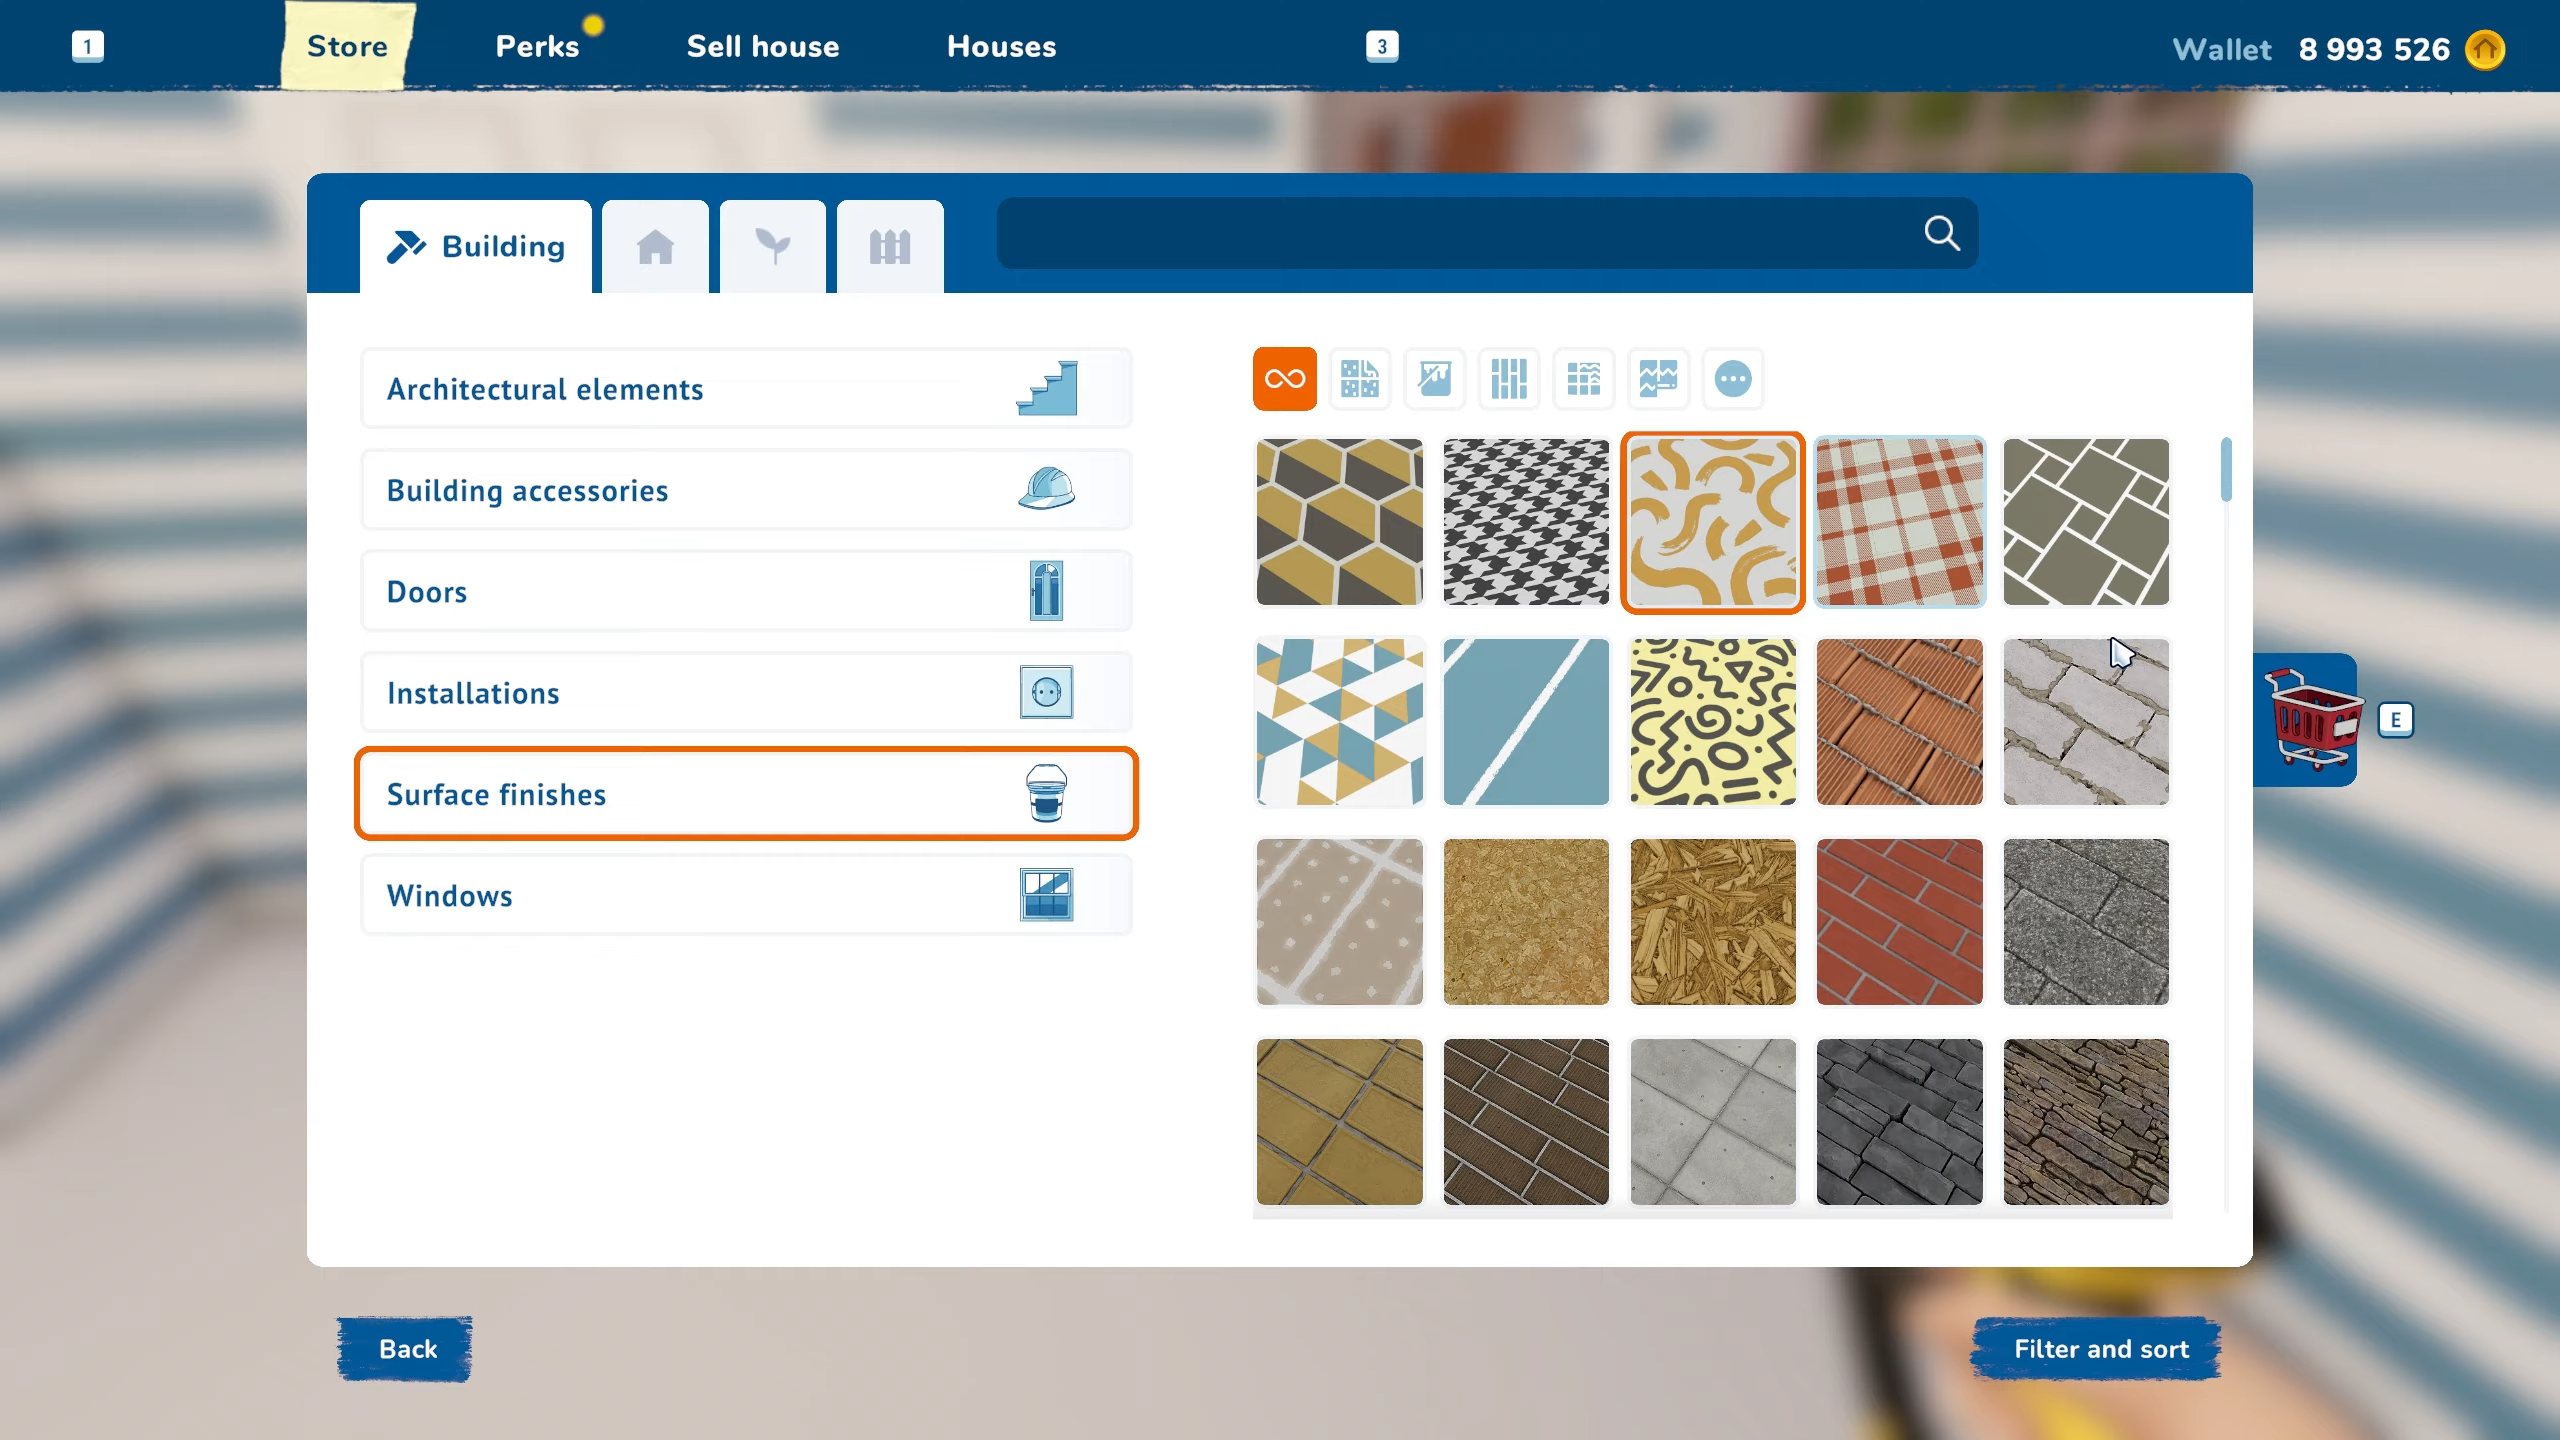 1
Store
Perks
Sell house
Houses
3
Wallet 8 993 526
Building
Architectural elements
Building accessories
Doors
Installations
Surface finishes
Windows
E
Back
Filter and sort